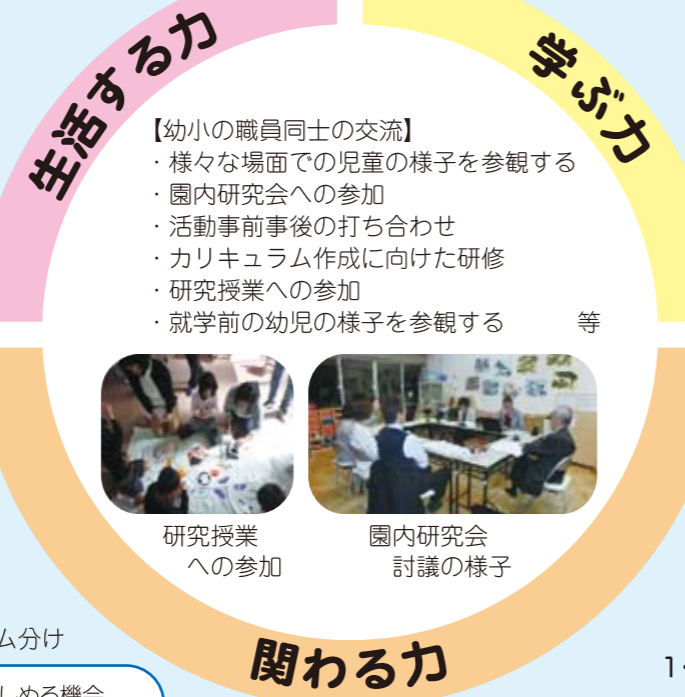 生活する力
学ぶ力
【幼小の職員同士の交流】
・様々な場面での児童の様子を参観する
・園内研究会への参加
・活動事前事後の打ち合わせ
・カリキュラム作成に向けた研修
・研究授業への参加
・就学前の幼児の様子を参観する　　等
研究授業
への参加
園内研究会
討議の様子
ム分け
しめる機会
関わる力
1